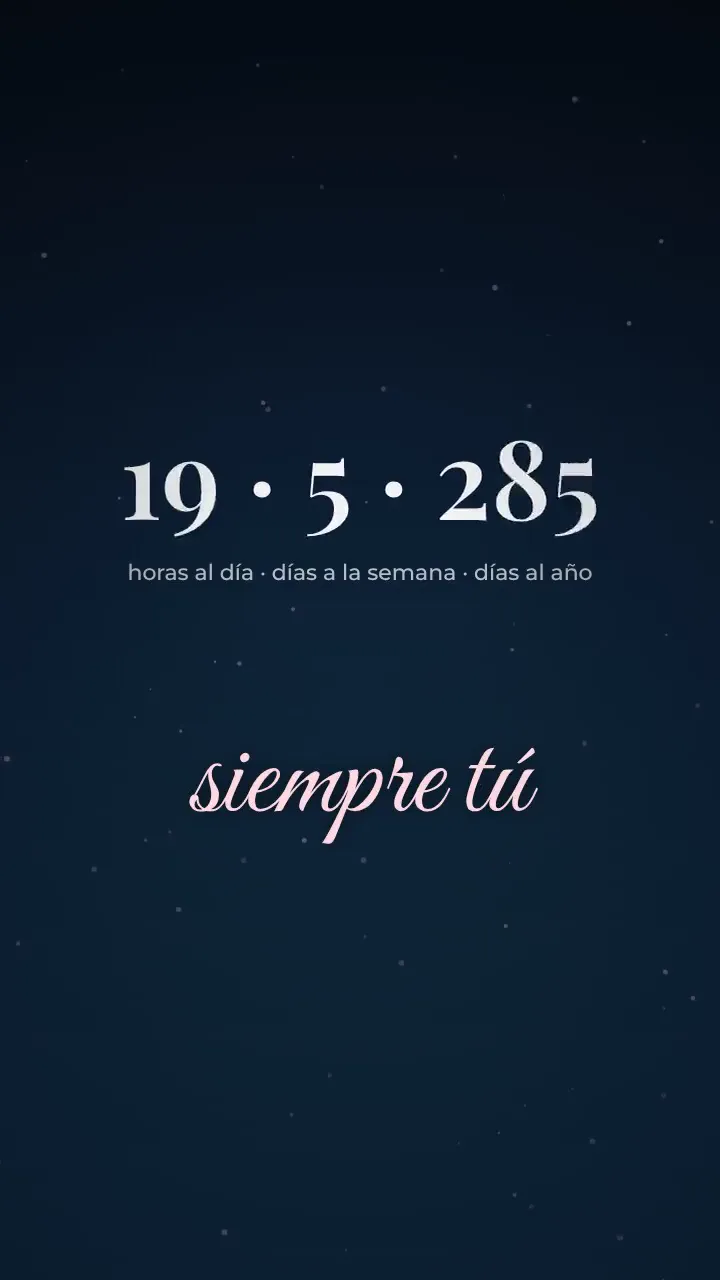 19 · 5 · 285
horas al día · días a la semana · días al año
siempre tú